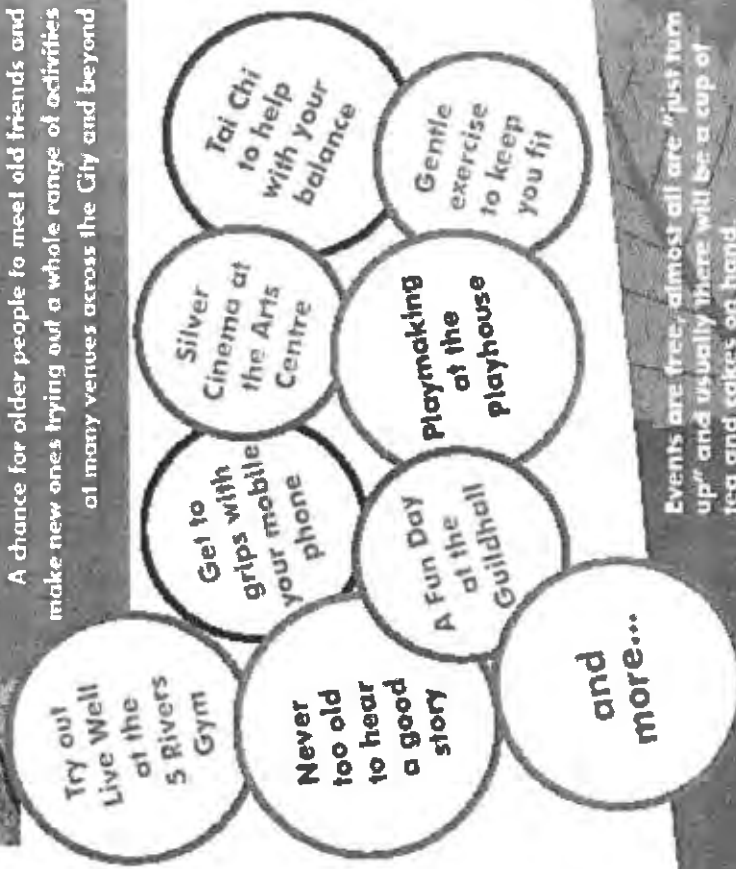 A chance for older people to meet old friends and
make new ones trying out a whole range of activities
at many venues across the City and beyond
Try out
Live Well
at the
5 Rivers
Gym
Get to
grips with
your mobile
phone
Silver
Cinema at
the Arts
Centre
Tai Chi
to help
with your
balance
Never
too old
to hear
a good
story
A Fun Day
at the
Guildhall
Playmaking
at the
playhouse
Gentle
exercise
to keep
you fit
and
more...
Events are free, almost all are "just turn
up" and usually there will be a cup of
tea and cakes on hand.